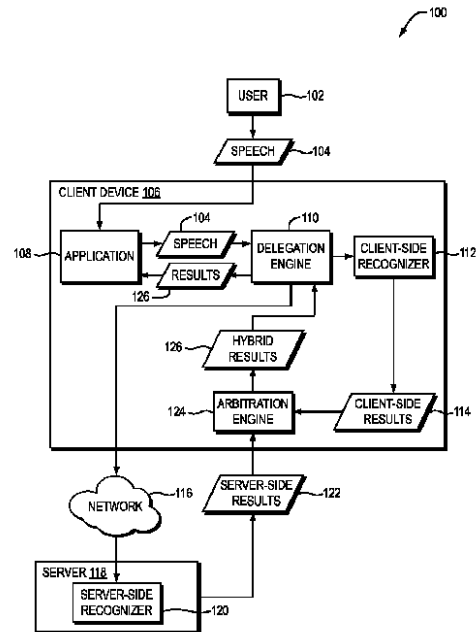 100
USER
102
SPEECH
104
CLIENT DEVICE 106
104
110
108
APPLICATION
SPEECH
DELEGATION
ENGINE
CLIENT-SIDE
RECOGNIZER
112
RESULTS
126
126
HYBRID
RESULTS
124
ARBITRATION
ENGINE
CLIENT-SIDE
RESULTS
114
NETWORK
116
SERVER-SIDE
RESULTS
122
SERVER 118
SERVER-SIDE
RECOGNIZER
120